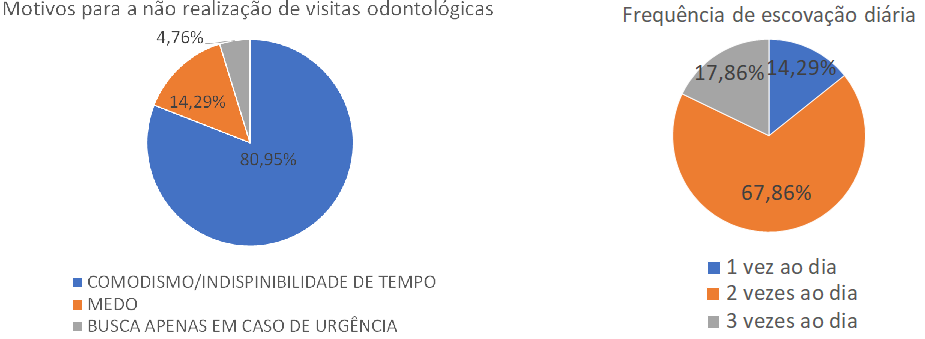 Motivos para a não realização de visitas odontológicas
4,76%
14,29%
80,95%
COMODISMO/INDISPINIBILIDADE DE TEMPO
MEDO
BUSCA APENAS EM CASO DE URGÊNCIA
Frequência de escovação diária
17,86%
14,29%
67,86%
1 vez ao dia
2 vezes ao dia
3 vezes ao dia